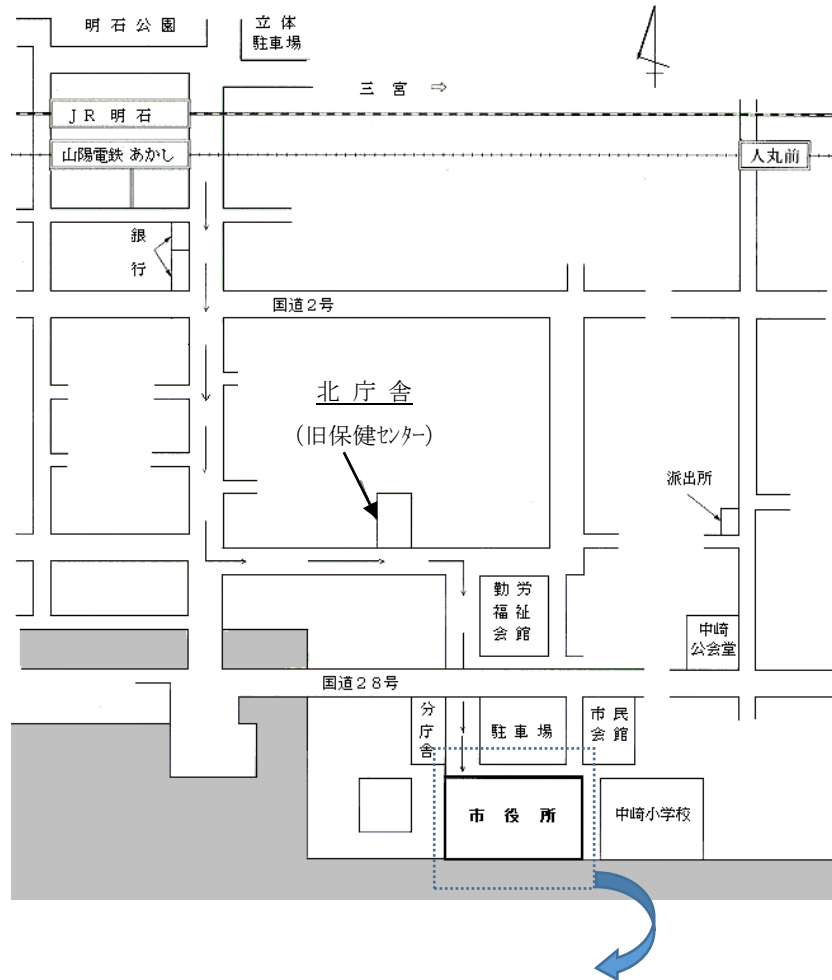 明石公園
立体
駐車場
三宮 ⇨
JR 明石
山陽電鉄 あかし
人丸前
銀
行
国道2号
北庁舎
(旧保健センター)
派出所
勤労
福祉
会館
中崎
公会堂
国道28号
分
庁
舎
駐車場
市民
会館
市役所
中崎小学校